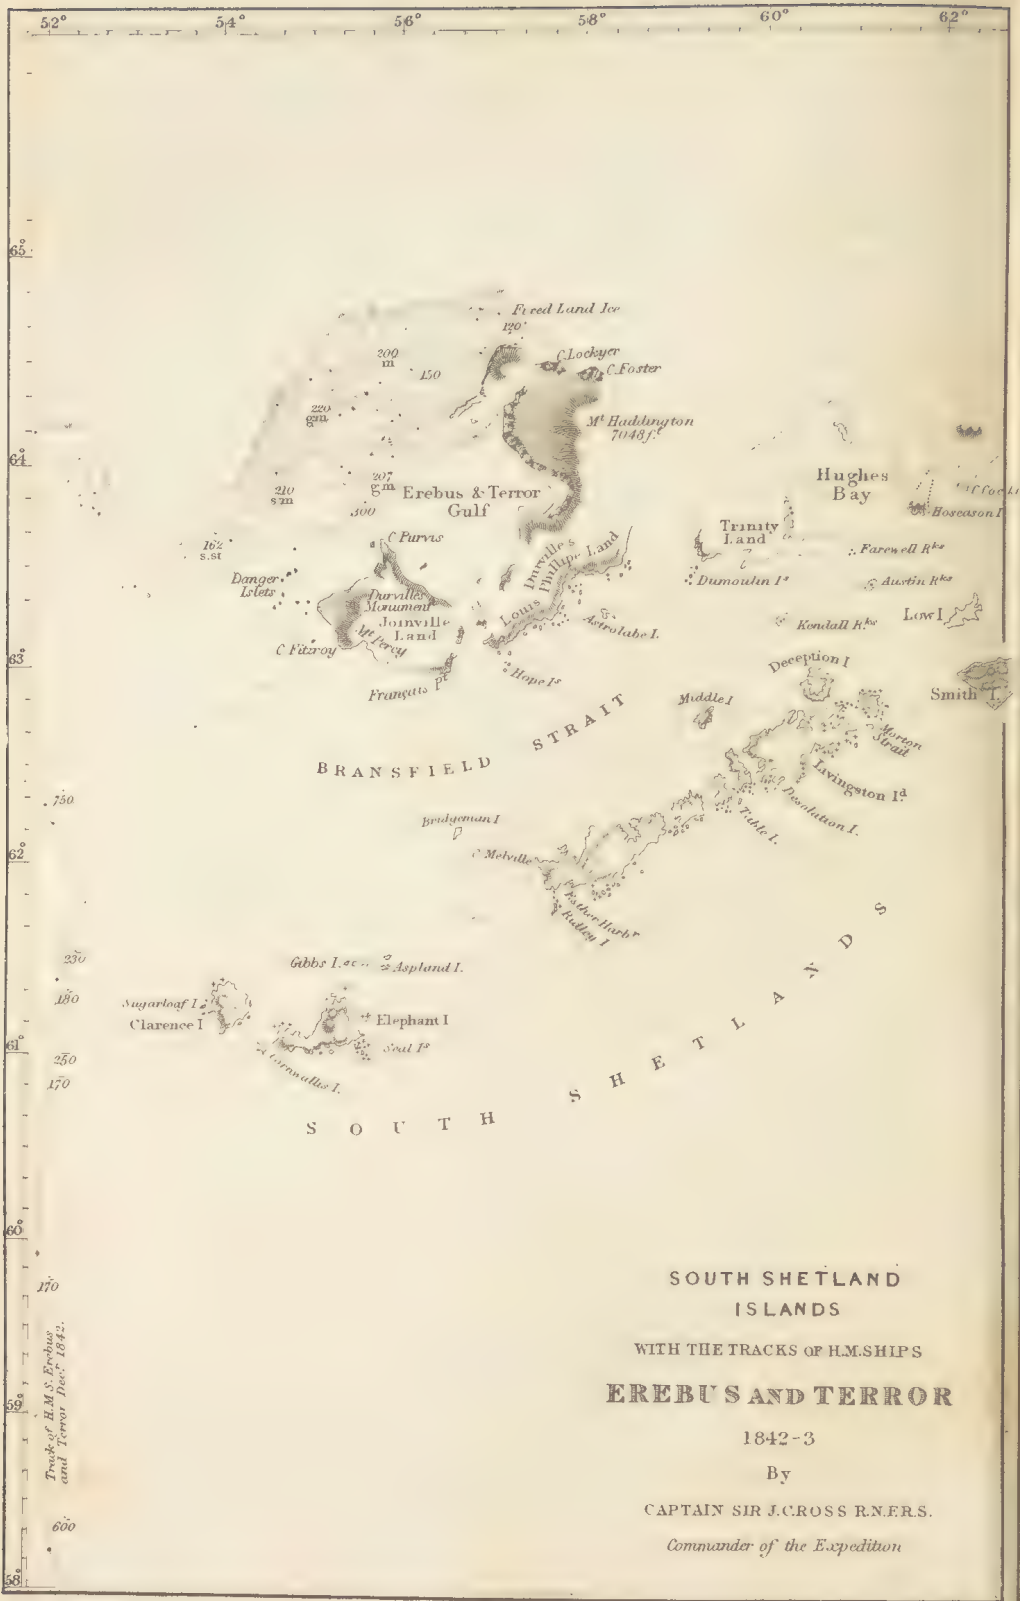 52° 54° 56° 58° 60° 62°
65°
Fixed Land Ice
120
C. Lockyer
200
m
150
C. Foster
220
g.m
Mt Haddington
7048 ft
64°
Hughes
Bay
207
g.m
210
s.m
Erebus & Terror
Gulf
300
Hoseason I
Trinity
Land
C. Purvis
162
s.st
Farewell Rks
D'urville's
Louis Phillipe Land
Danger
Islets
Dumoulin Is
Austin Rks
Durville's
Monument
Joinville
Land
Astrolabe I.
Low I
Kendall Rks
Mt Percy
C. Fitzroy
63°
Deception I
Hope Is
Français Pt
Smith I.
Middle I
BRANSFIELD STRAIT
Morton
Strait
Livingston Id
750
Desolation I.
Bridgeman I
Table I.
62°
C. Melville
Esther Harbr
Ridley I
230
Gibbs I.
Aspland I.
180
Sugarloaf I.
Clarence I
Elephant I
61°
Seal Is
250
Cornwallis I.
170
SOUTH SHETLANDS
60°
170
SOUTH SHETLAND
ISLANDS
WITH THE TRACKS OF H.M.SHIPS
EREBUS AND TERROR
1842-3
By
CAPTAIN SIR J.C.ROSS R.N.F.R.S.
Commander of the Expedition
Track of H.M.S. Erebus
and Terror Decr 1842.
59°
600
58°